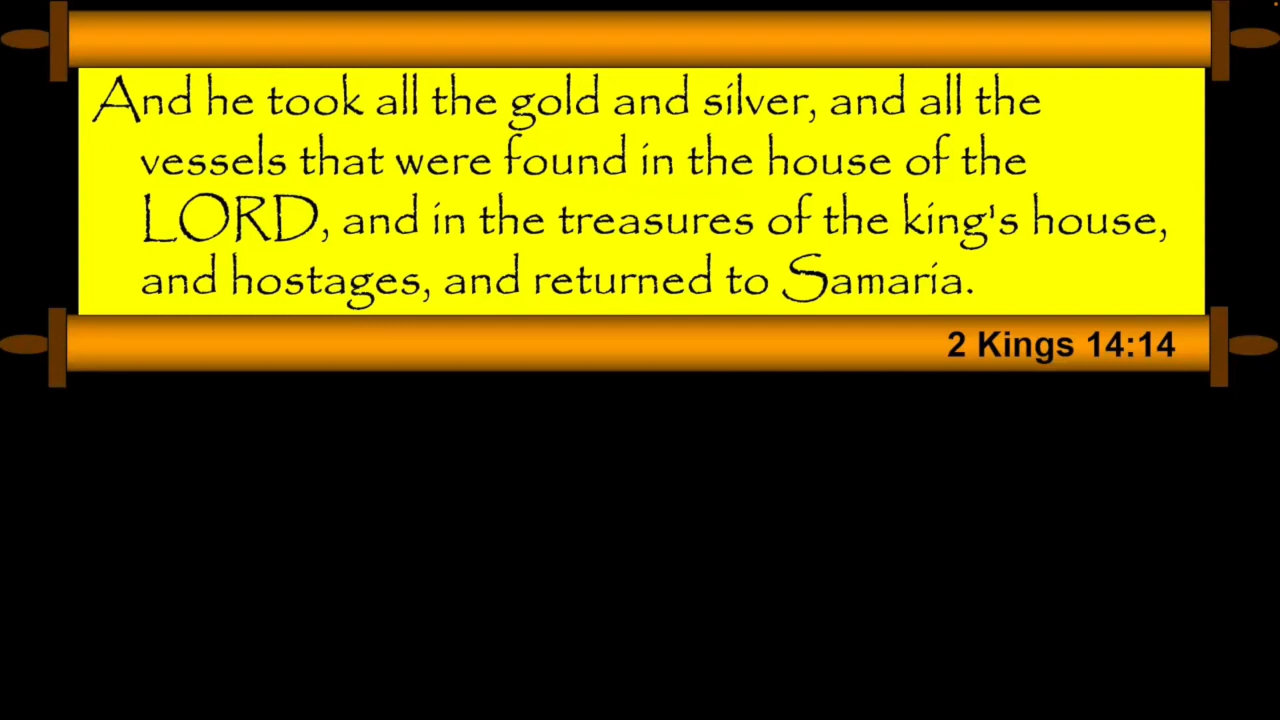 And he took all the gold and silver, and all the
vessels that were found in the house of the
LORD, and in the treasures of the king's house,
and hostages, and returned to Samaria.
2 Kings 14:14